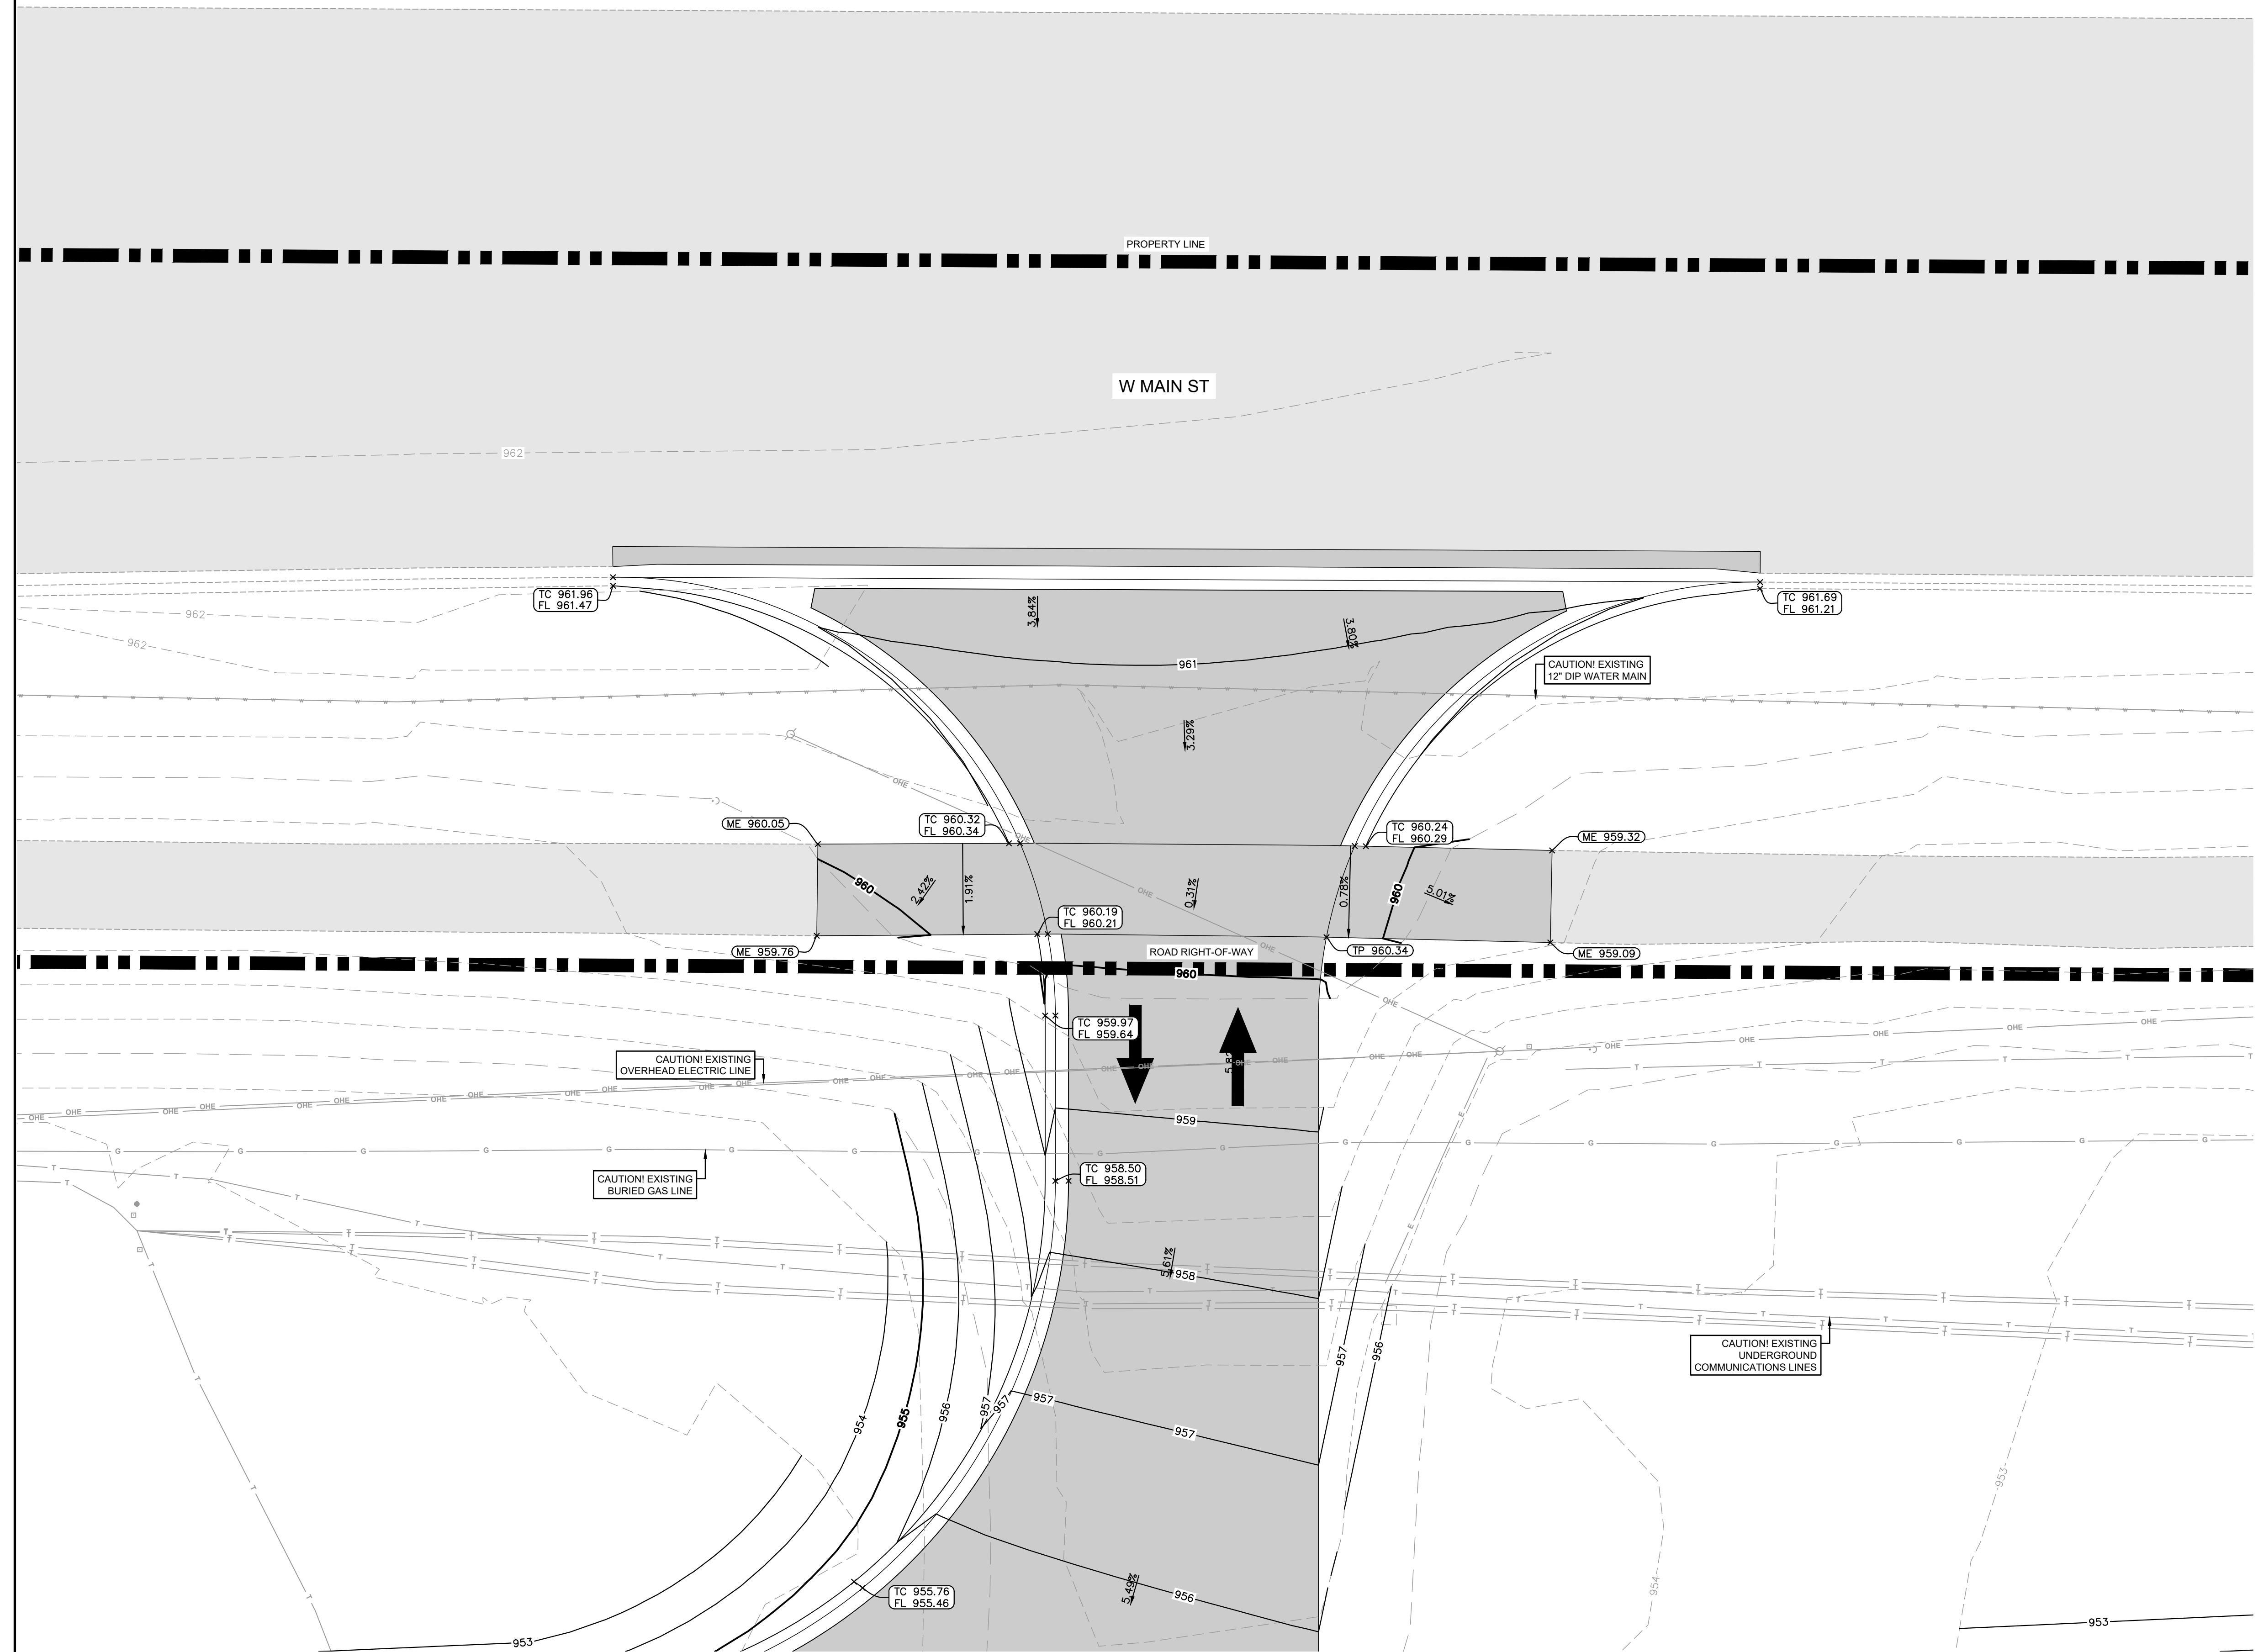 PROPERTY LINE
W MAIN ST
962
TC 961.96
FL 961.47
3.84%
3.80%
TC 961.69
FL 961.21
962
962
961
CAUTION! EXISTING
12" DIP WATER MAIN
3.29%
OHE
ME 960.05
TC 960.32
FL 960.34
OHE
TC 960.24
FL 960.29
ME 959.32
960
2.42%
1.91%
OHE
0.31%
0.78%
960
5.01%
TC 960.19
FL 960.21
OHE
ME 959.76
ROAD RIGHT-OF-WAY
TP 960.34
ME 959.09
960
OHE
TC 959.97
FL 959.64
CAUTION! EXISTING
OVERHEAD ELECTRIC LINE
OHE
959
CAUTION! EXISTING
BURIED GAS LINE
TC 958.50
FL 958.51
5.61%
958
CAUTION! EXISTING
UNDERGROUND
COMMUNICATIONS LINES
957
956
954
955
956
957
957
957
957
953
954
5.49%
956
TC 955.76
FL 955.46
953
953